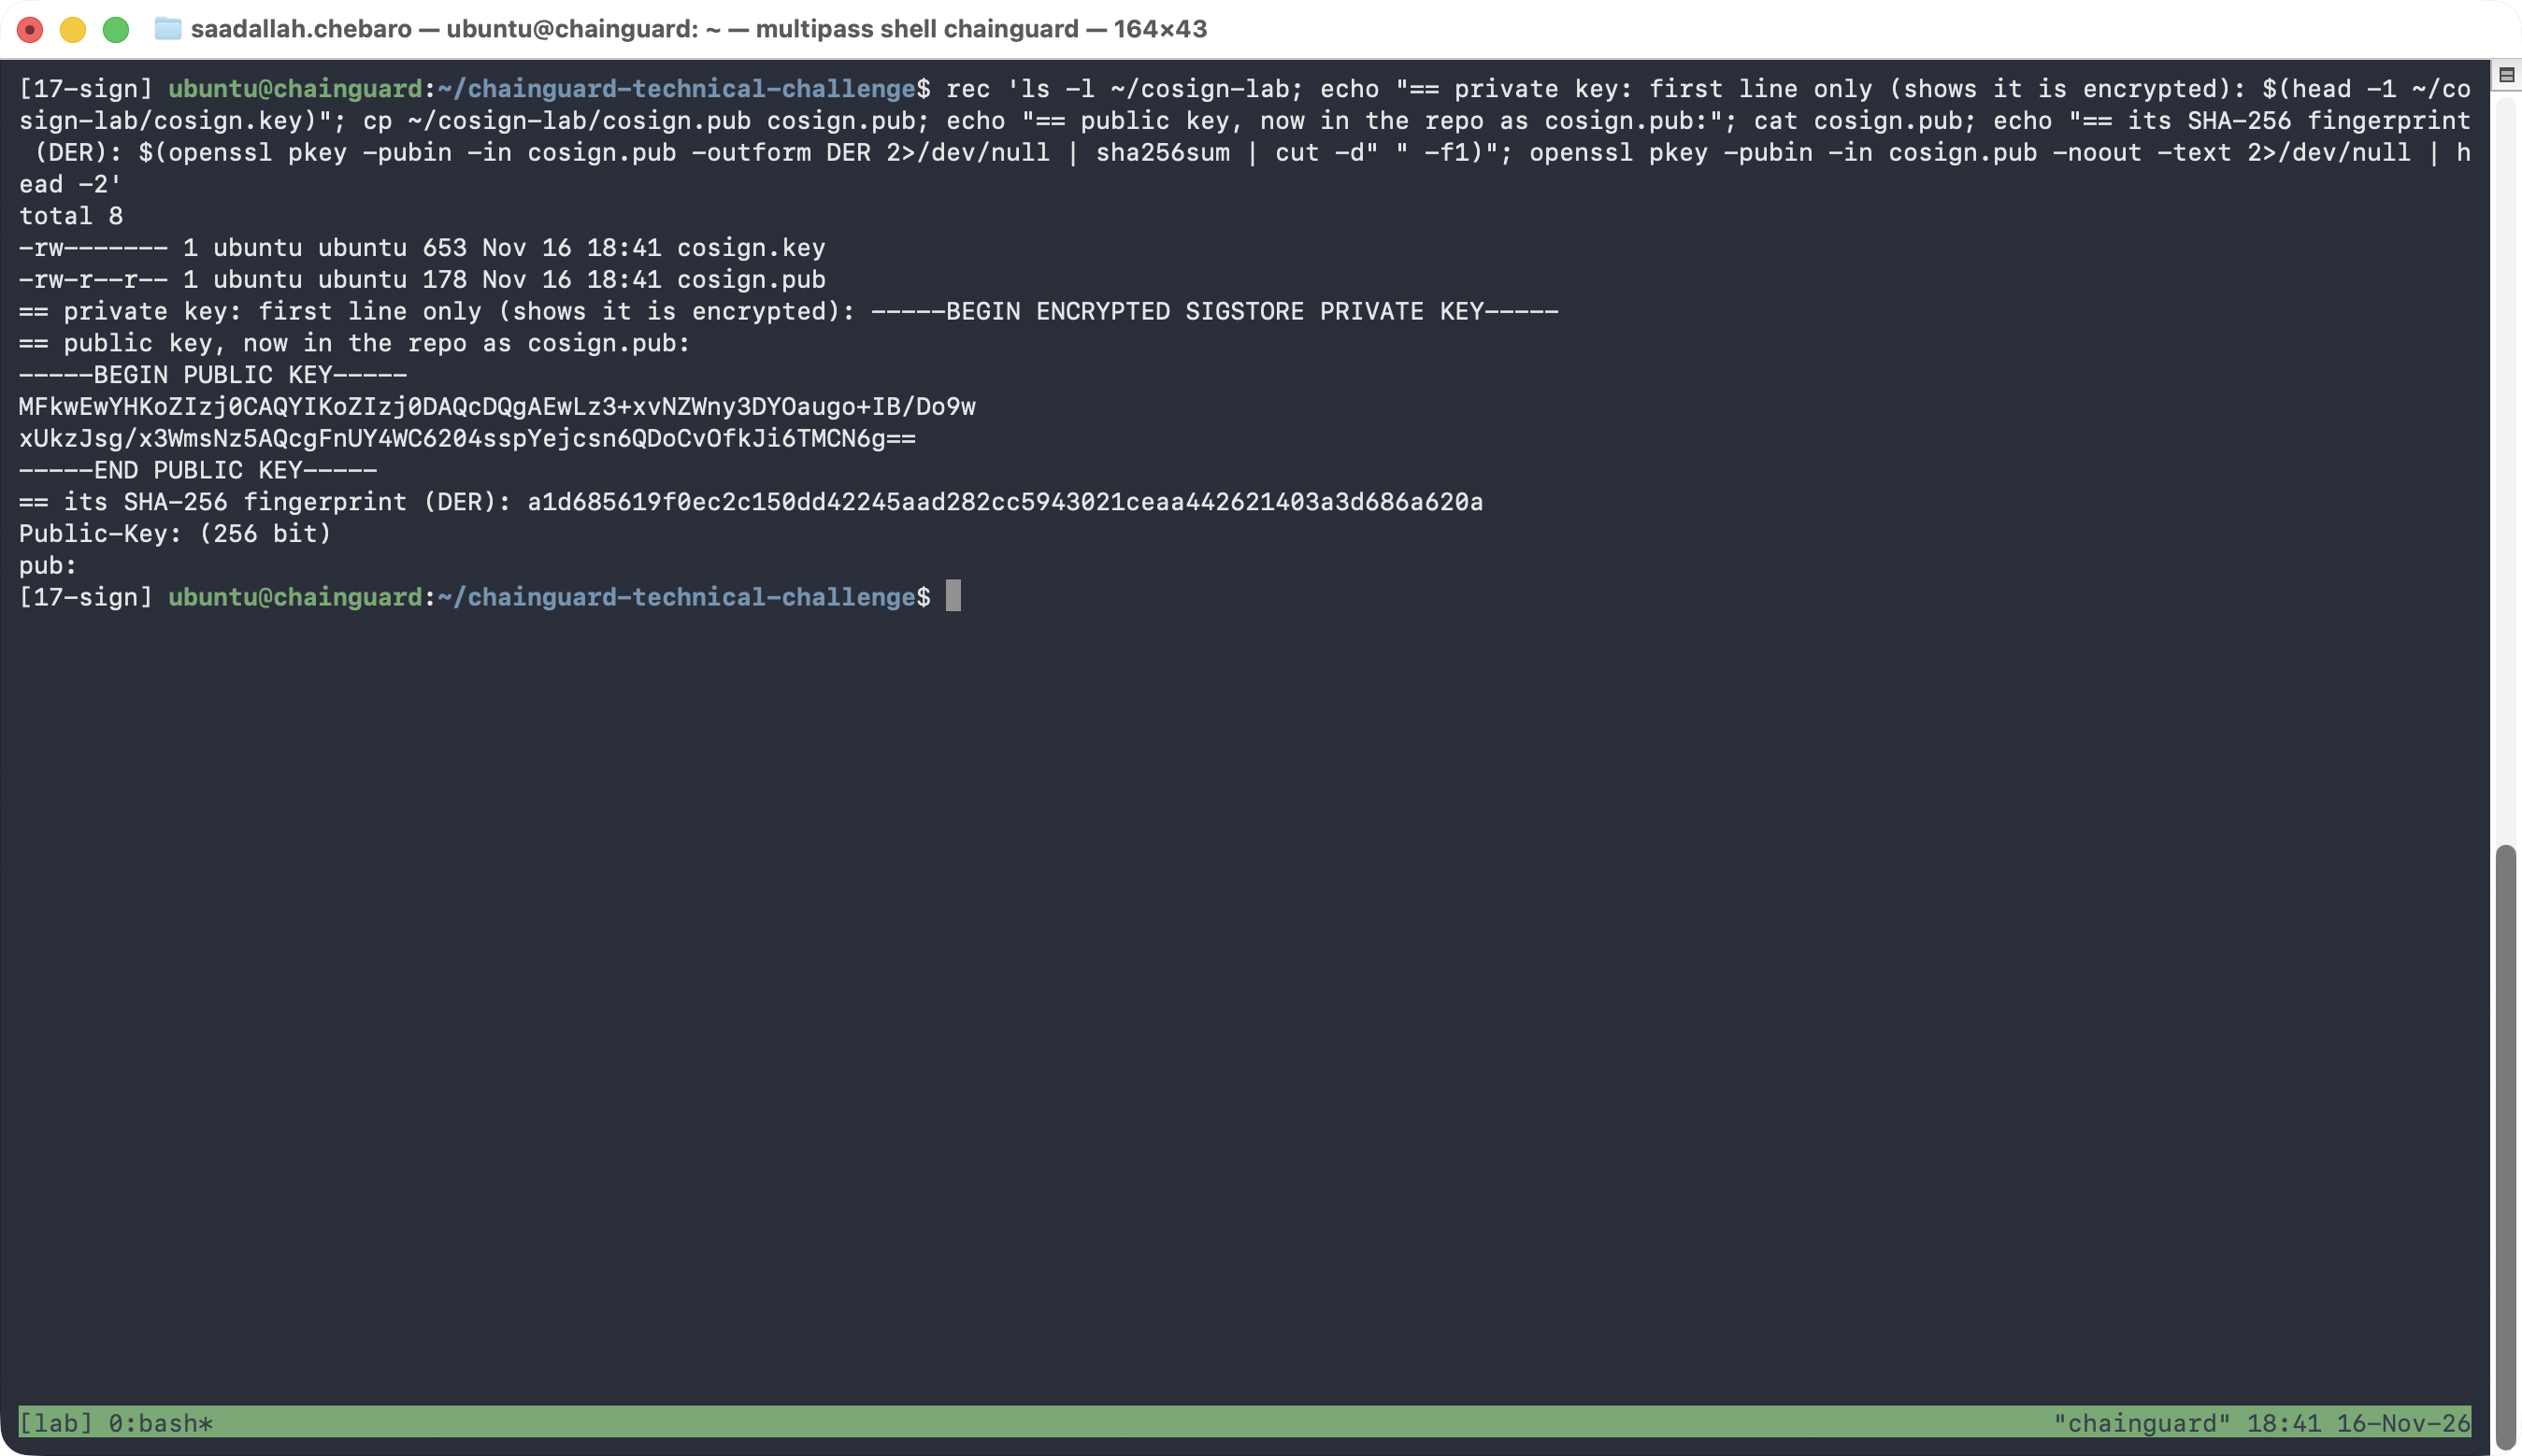 saadallah.chebaro — ubuntu@chainguard: ~ — multipass shell chainguard — 164×43
[17-sign] ubuntu@chainguard:~/chainguard-technical-challenge$ rec 'ls -l ~/cosign-lab; echo "== private key: first line only (shows it is encrypted): $(head -1 ~/co
sign-lab/cosign.key)"; cp ~/cosign-lab/cosign.pub cosign.pub; echo "== public key, now in the repo as cosign.pub:"; cat cosign.pub; echo "== its SHA-256 fingerprint
 (DER): $(openssl pkey -pubin -in cosign.pub -outform DER 2>/dev/null | sha256sum | cut -d" " -f1)"; openssl pkey -pubin -in cosign.pub -noout -text 2>/dev/null | h
ead -2'
total 8
-rw------- 1 ubuntu ubuntu 653 Nov 16 18:41 cosign.key
-rw-r--r-- 1 ubuntu ubuntu 178 Nov 16 18:41 cosign.pub
== private key: first line only (shows it is encrypted): -----BEGIN ENCRYPTED SIGSTORE PRIVATE KEY-----
== public key, now in the repo as cosign.pub:
-----BEGIN PUBLIC KEY-----
MFkwEwYHKoZIzj0CAQYIKoZIzj0DAQcDQgAEwLz3+xvNZWny3DYOaugo+IB/Do9w
xUkzJsg/x3WmsNz5AQcgFnUY4WC6204sspYejcsn6QDoCvOfkJi6TMCN6g==
-----END PUBLIC KEY-----
== its SHA-256 fingerprint (DER): a1d685619f0ec2c150dd42245aad282cc5943021ceaa442621403a3d686a620a
Public-Key: (256 bit)
pub:
[17-sign] ubuntu@chainguard:~/chainguard-technical-challenge$
[lab] 0:bash* "chainguard" 18:41 16-Nov-26